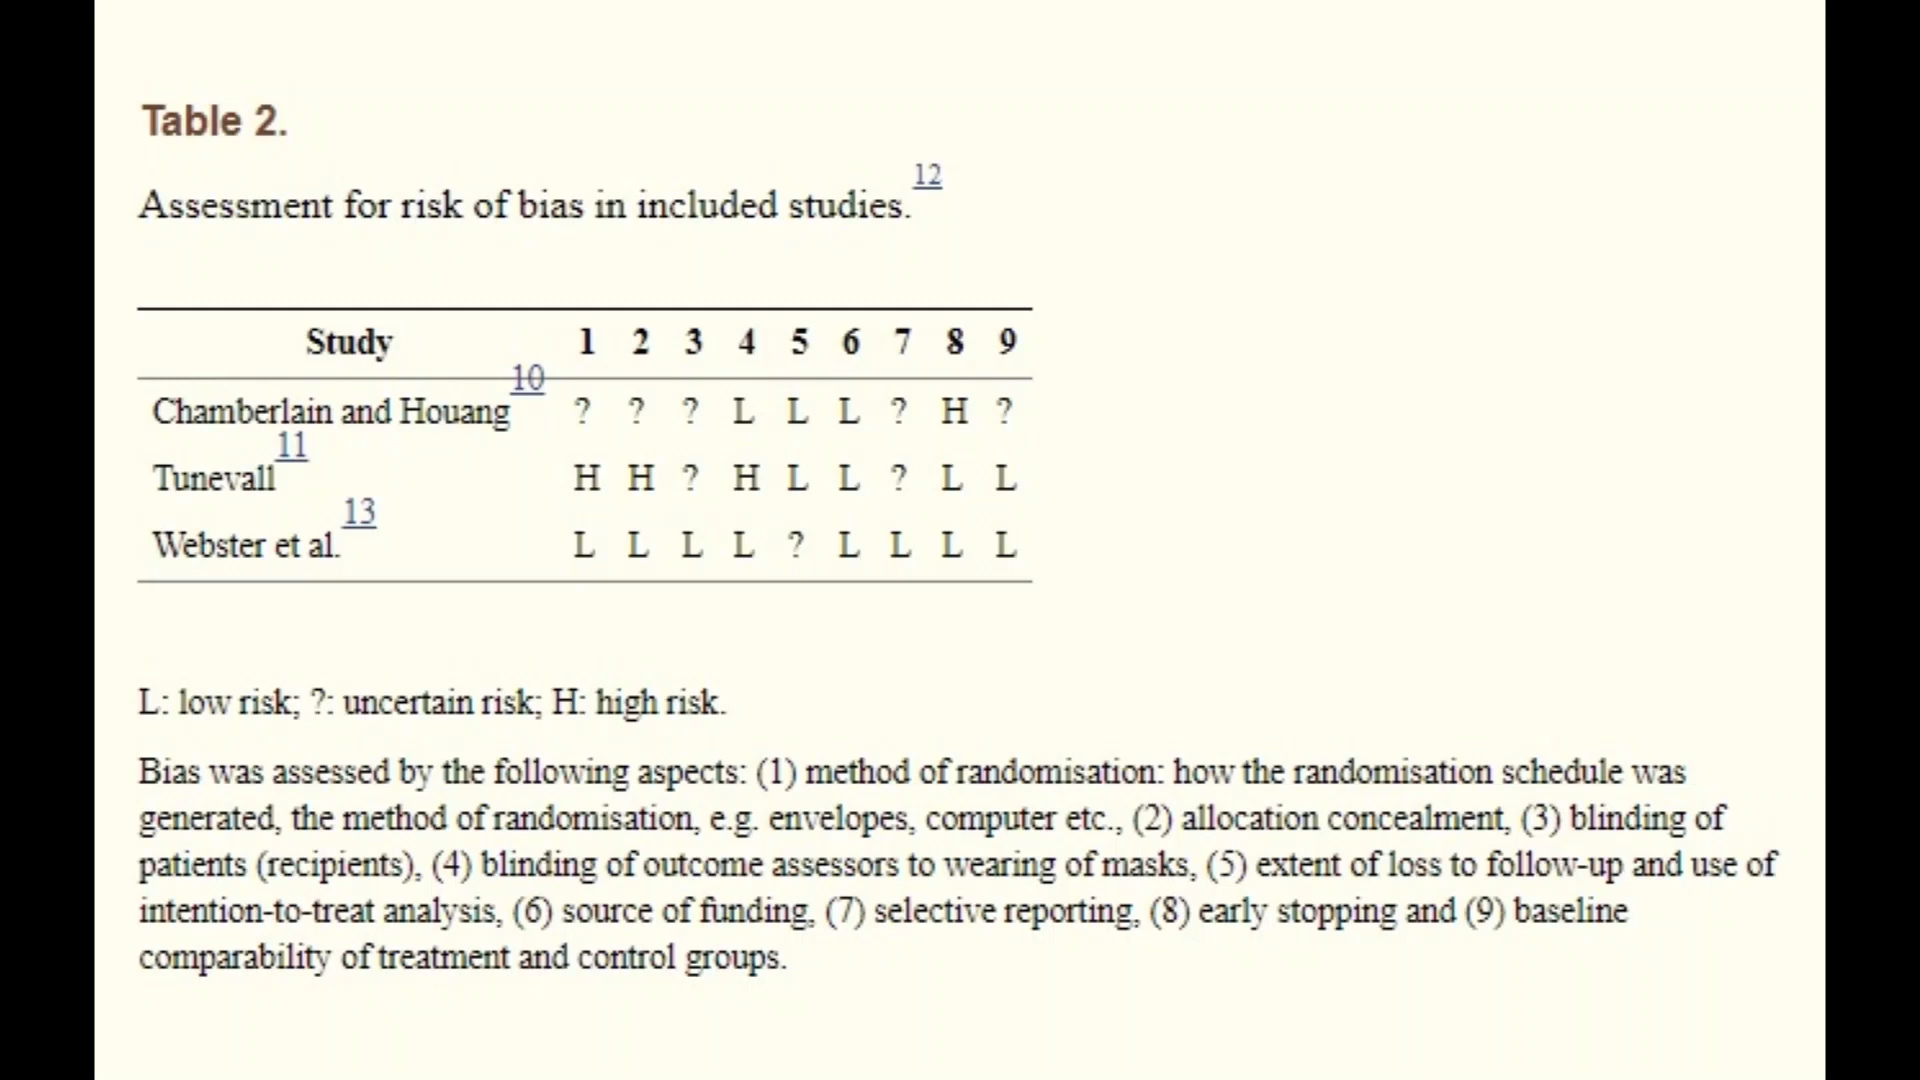 Table 2.
Assessment for risk of bias in included studies.12
Study 1 2 3 4 5 6 7 8 9
Chamberlain and Houang10 ? ? ? L L L ? H ?
Tunevall11 H H ? H L L ? L L
Webster et al.13 L L L L ? L L L L
L: low risk; ?: uncertain risk; H: high risk.
Bias was assessed by the following aspects: (1) method of randomisation: how the randomisation schedule was
generated, the method of randomisation, e.g. envelopes, computer etc., (2) allocation concealment, (3) blinding of
patients (recipients), (4) blinding of outcome assessors to wearing of masks, (5) extent of loss to follow-up and use of
intention-to-treat analysis, (6) source of funding, (7) selective reporting, (8) early stopping and (9) baseline
comparability of treatment and control groups.